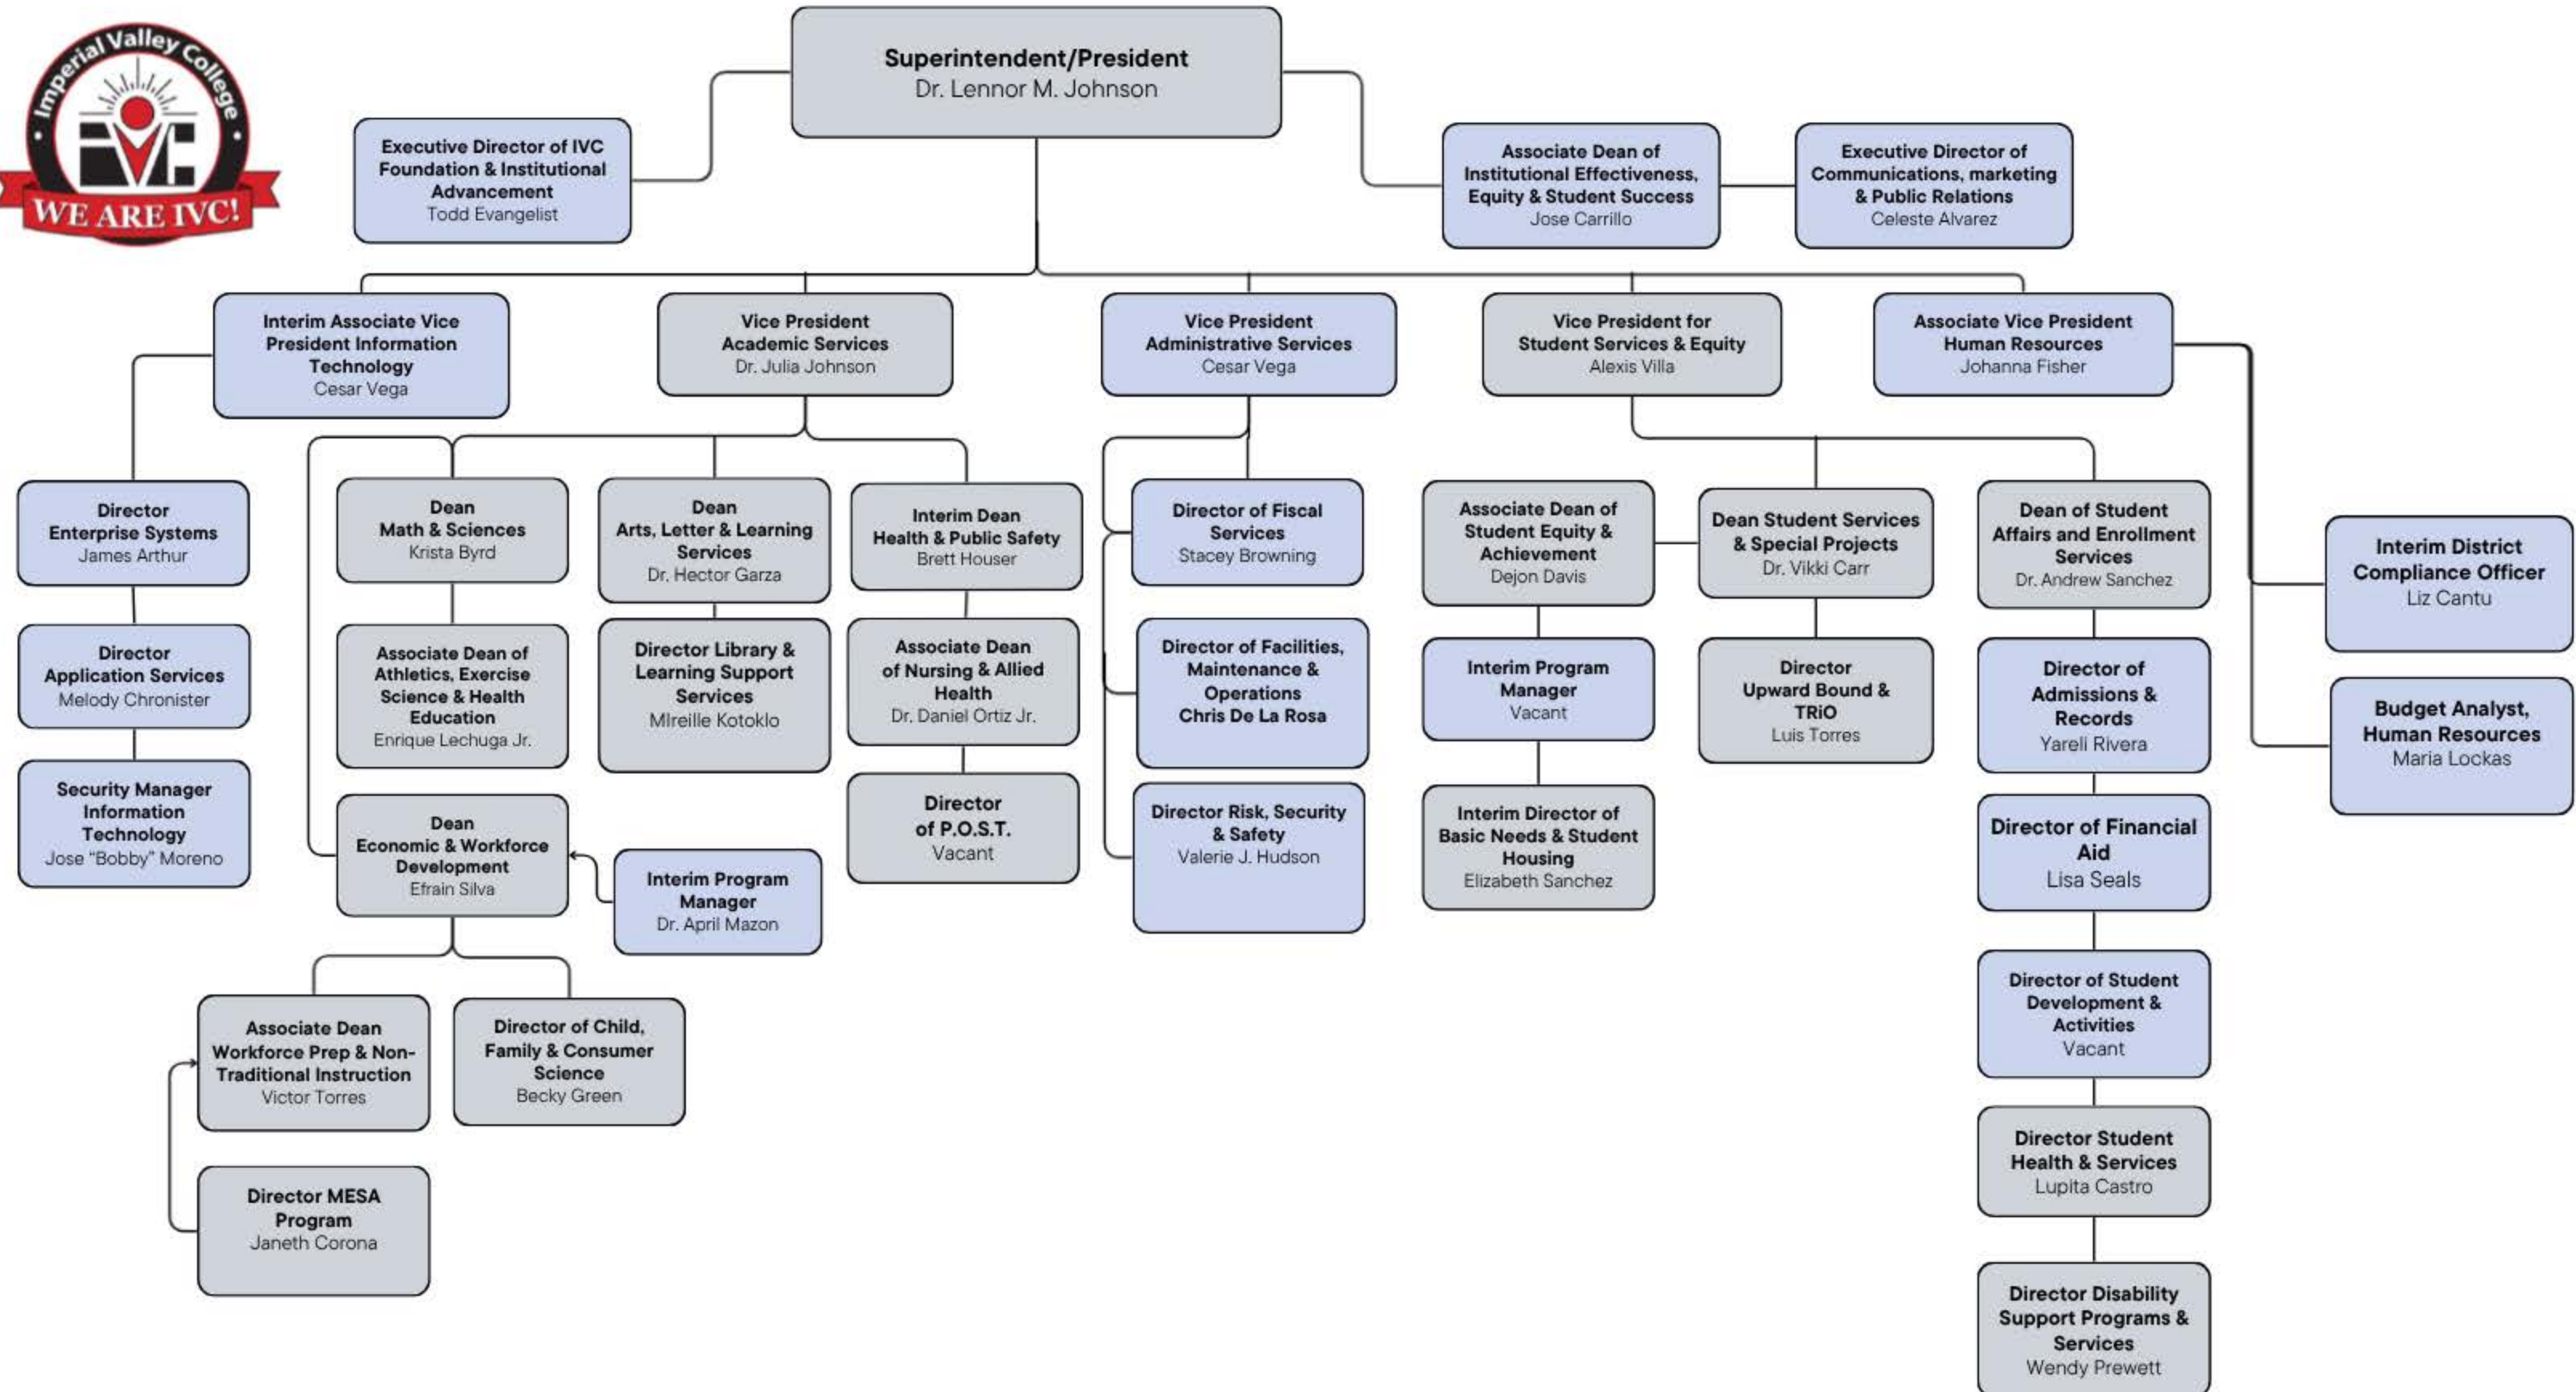 Imperial Valley College
IVC
WE ARE IVC!
Superintendent/President
Dr. Lennor M. Johnson
Executive Director of IVC
Foundation & Institutional
Advancement
Todd Evangelist
Associate Dean of
Institutional Effectiveness,
Equity & Student Success
Jose Carrillo
Executive Director of
Communications, marketing
& Public Relations
Celeste Alvarez
Interim Associate Vice
President Information
Technology
Cesar Vega
Vice President
Academic Services
Dr. Julia Johnson
Vice President
Administrative Services
Cesar Vega
Vice President for
Student Services & Equity
Alexis Villa
Associate Vice President
Human Resources
Johanna Fisher
Director
Enterprise Systems
James Arthur
Dean
Math & Sciences
Krista Byrd
Dean
Arts, Letter & Learning
Services
Dr. Hector Garza
Interim Dean
Health & Public Safety
Brett Houser
Director of Fiscal
Services
Stacey Browning
Associate Dean of
Student Equity &
Achievement
Dejon Davis
Dean Student Services
& Special Projects
Dr. Vikki Carr
Dean of Student
Affairs and Enrollment
Services
Dr. Andrew Sanchez
Interim District
Compliance Officer
Liz Cantu
Director
Application Services
Melody Chronister
Associate Dean of
Athletics, Exercise
Science & Health
Education
Enrique Lechuga Jr.
Director Library &
Learning Support
Services
MIreille Kotoklo
Associate Dean
of Nursing & Allied
Health
Dr. Daniel Ortiz Jr.
Director of Facilities,
Maintenance &
Operations
Chris De La Rosa
Interim Program
Manager
Vacant
Director
Upward Bound &
TRiO
Luis Torres
Director of
Admissions &
Records
Yareli Rivera
Budget Analyst,
Human Resources
Maria Lockas
Security Manager
Information
Technology
Jose “Bobby” Moreno
Dean
Economic & Workforce
Development
Efrain Silva
Interim Program
Manager
Dr. April Mazon
Director
of P.O.S.T.
Vacant
Director Risk, Security
& Safety
Valerie J. Hudson
Interim Director of
Basic Needs & Student
Housing
Elizabeth Sanchez
Director of Financial
Aid
Lisa Seals
Associate Dean
Workforce Prep & Non-
Traditional Instruction
Victor Torres
Director of Child,
Family & Consumer
Science
Becky Green
Director of Student
Development &
Activities
Vacant
Director MESA
Program
Janeth Corona
Director Student
Health & Services
Lupita Castro
Director Disability
Support Programs &
Services
Wendy Prewett